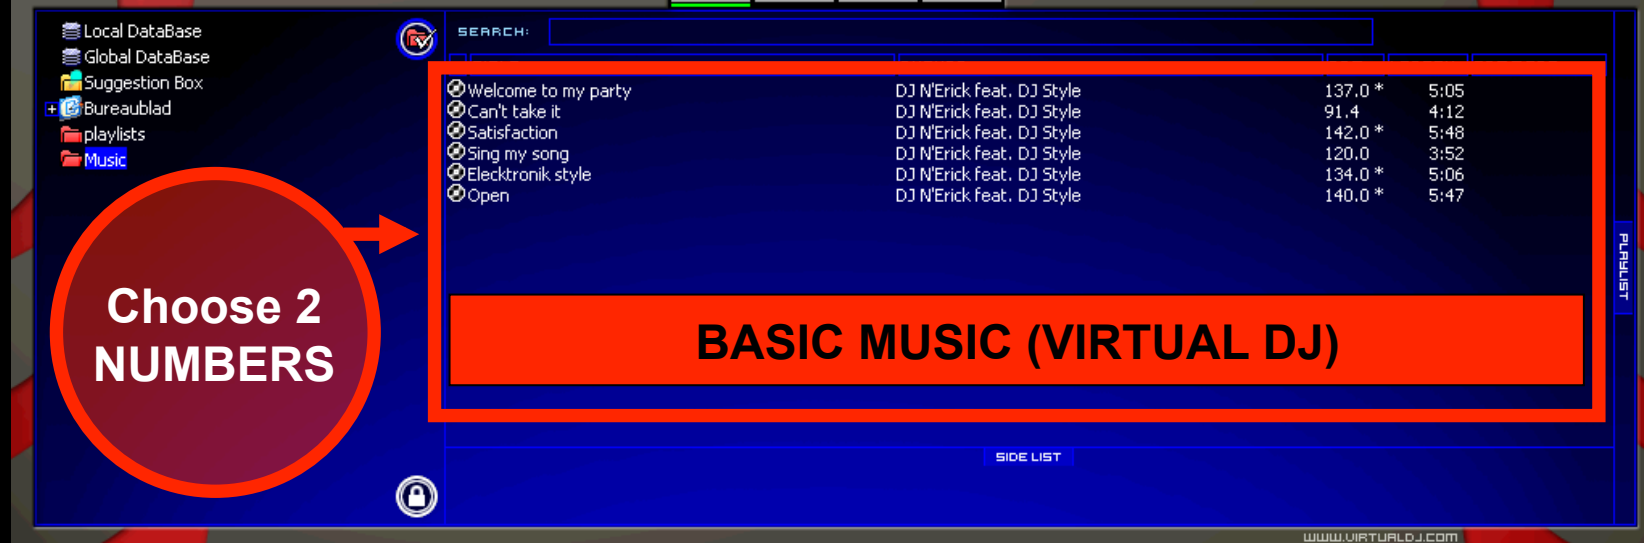 Local DataBase
Global DataBase
Suggestion Box
Bureaublad
playlists
Music
SEARCH:
Welcome to my party DJ N'Erick feat. DJ Style 137.0 * 5:05
Can't take it DJ N'Erick feat. DJ Style 91.4 4:12
Satisfaction DJ N'Erick feat. DJ Style 142.0 * 5:48
Sing my song DJ N'Erick feat. DJ Style 120.0 3:52
Elecktronik style DJ N'Erick feat. DJ Style 134.0 * 5:06
Open DJ N'Erick feat. DJ Style 140.0 * 5:47
PLAYLIST
Choose 2
NUMBERS
BASIC MUSIC (VIRTUAL DJ)
SIDE LIST
WWW.VIRTUALDJ.COM